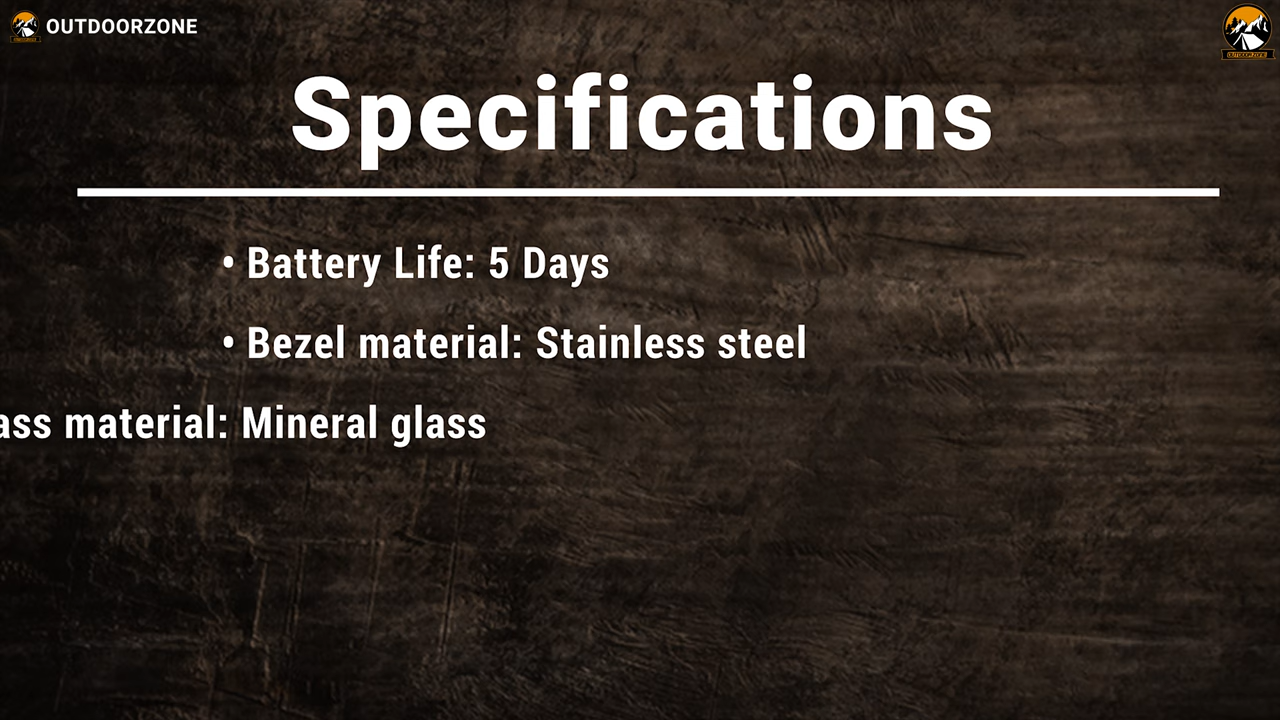 OUTDOORZONE
Specifications
• Battery Life: 5 Days
• Bezel material: Stainless steel
ass material: Mineral glass